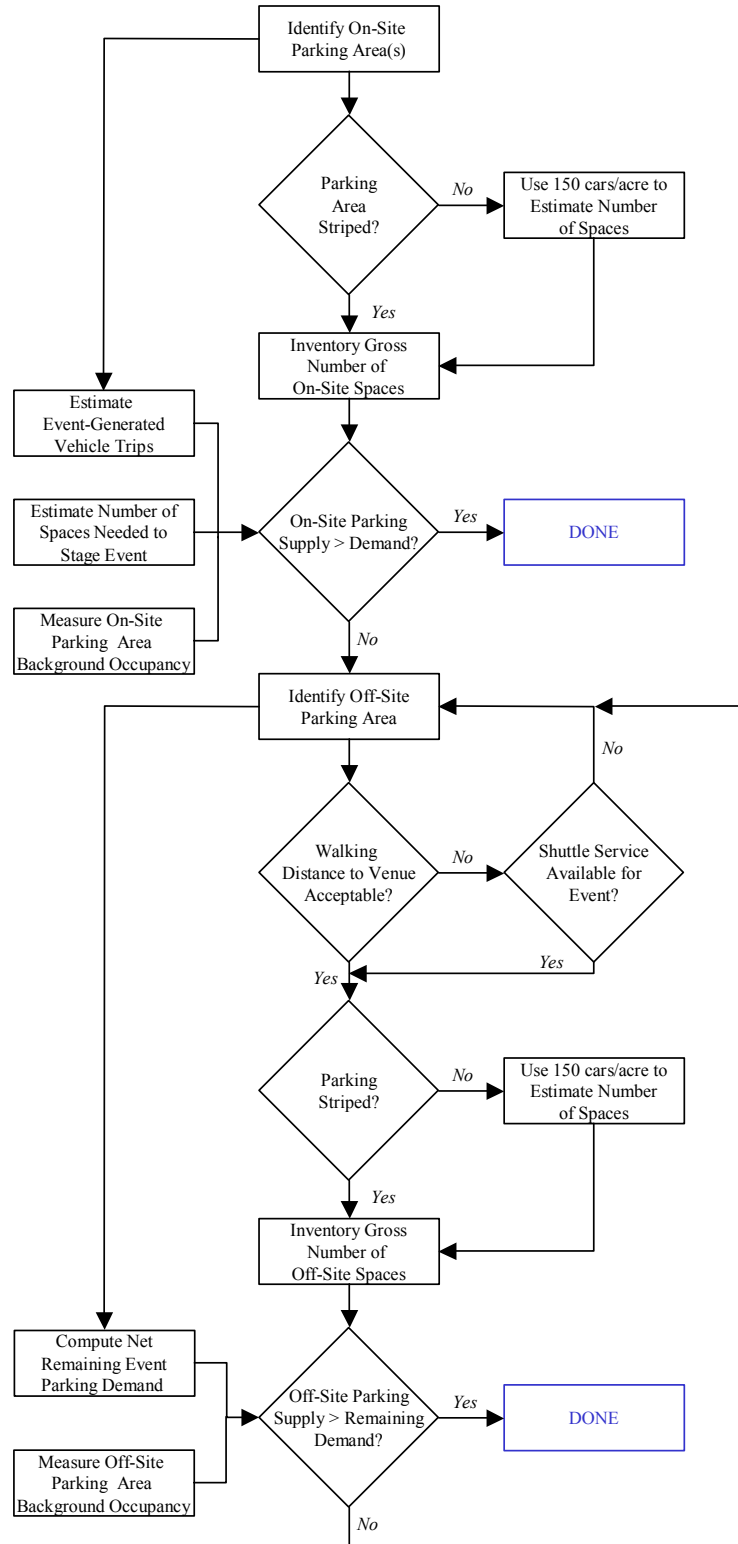 Identify On-Site
Parking Area(s)
Parking
Area
Striped?
No
Use 150 cars/acre to
Estimate Number
of Spaces
Yes
Inventory Gross
Number of
On-Site Spaces
Estimate
Event-Generated
Vehicle Trips
Estimate Number of
Spaces Needed to
Stage Event
Measure On-Site
Parking Area
Background Occupancy
On-Site Parking
Supply > Demand?
Yes
DONE
No
Identify Off-Site
Parking Area
No
Walking
Distance to Venue
Acceptable?
No
Shuttle Service
Available for
Event?
Yes
Yes
Parking
Striped?
No
Use 150 cars/acre to
Estimate Number
of Spaces
Yes
Inventory Gross
Number of
Off-Site Spaces
Compute Net
Remaining Event
Parking Demand
Measure Off-Site
Parking Area
Background Occupancy
Off-Site Parking
Supply > Remaining
Demand?
Yes
DONE
No